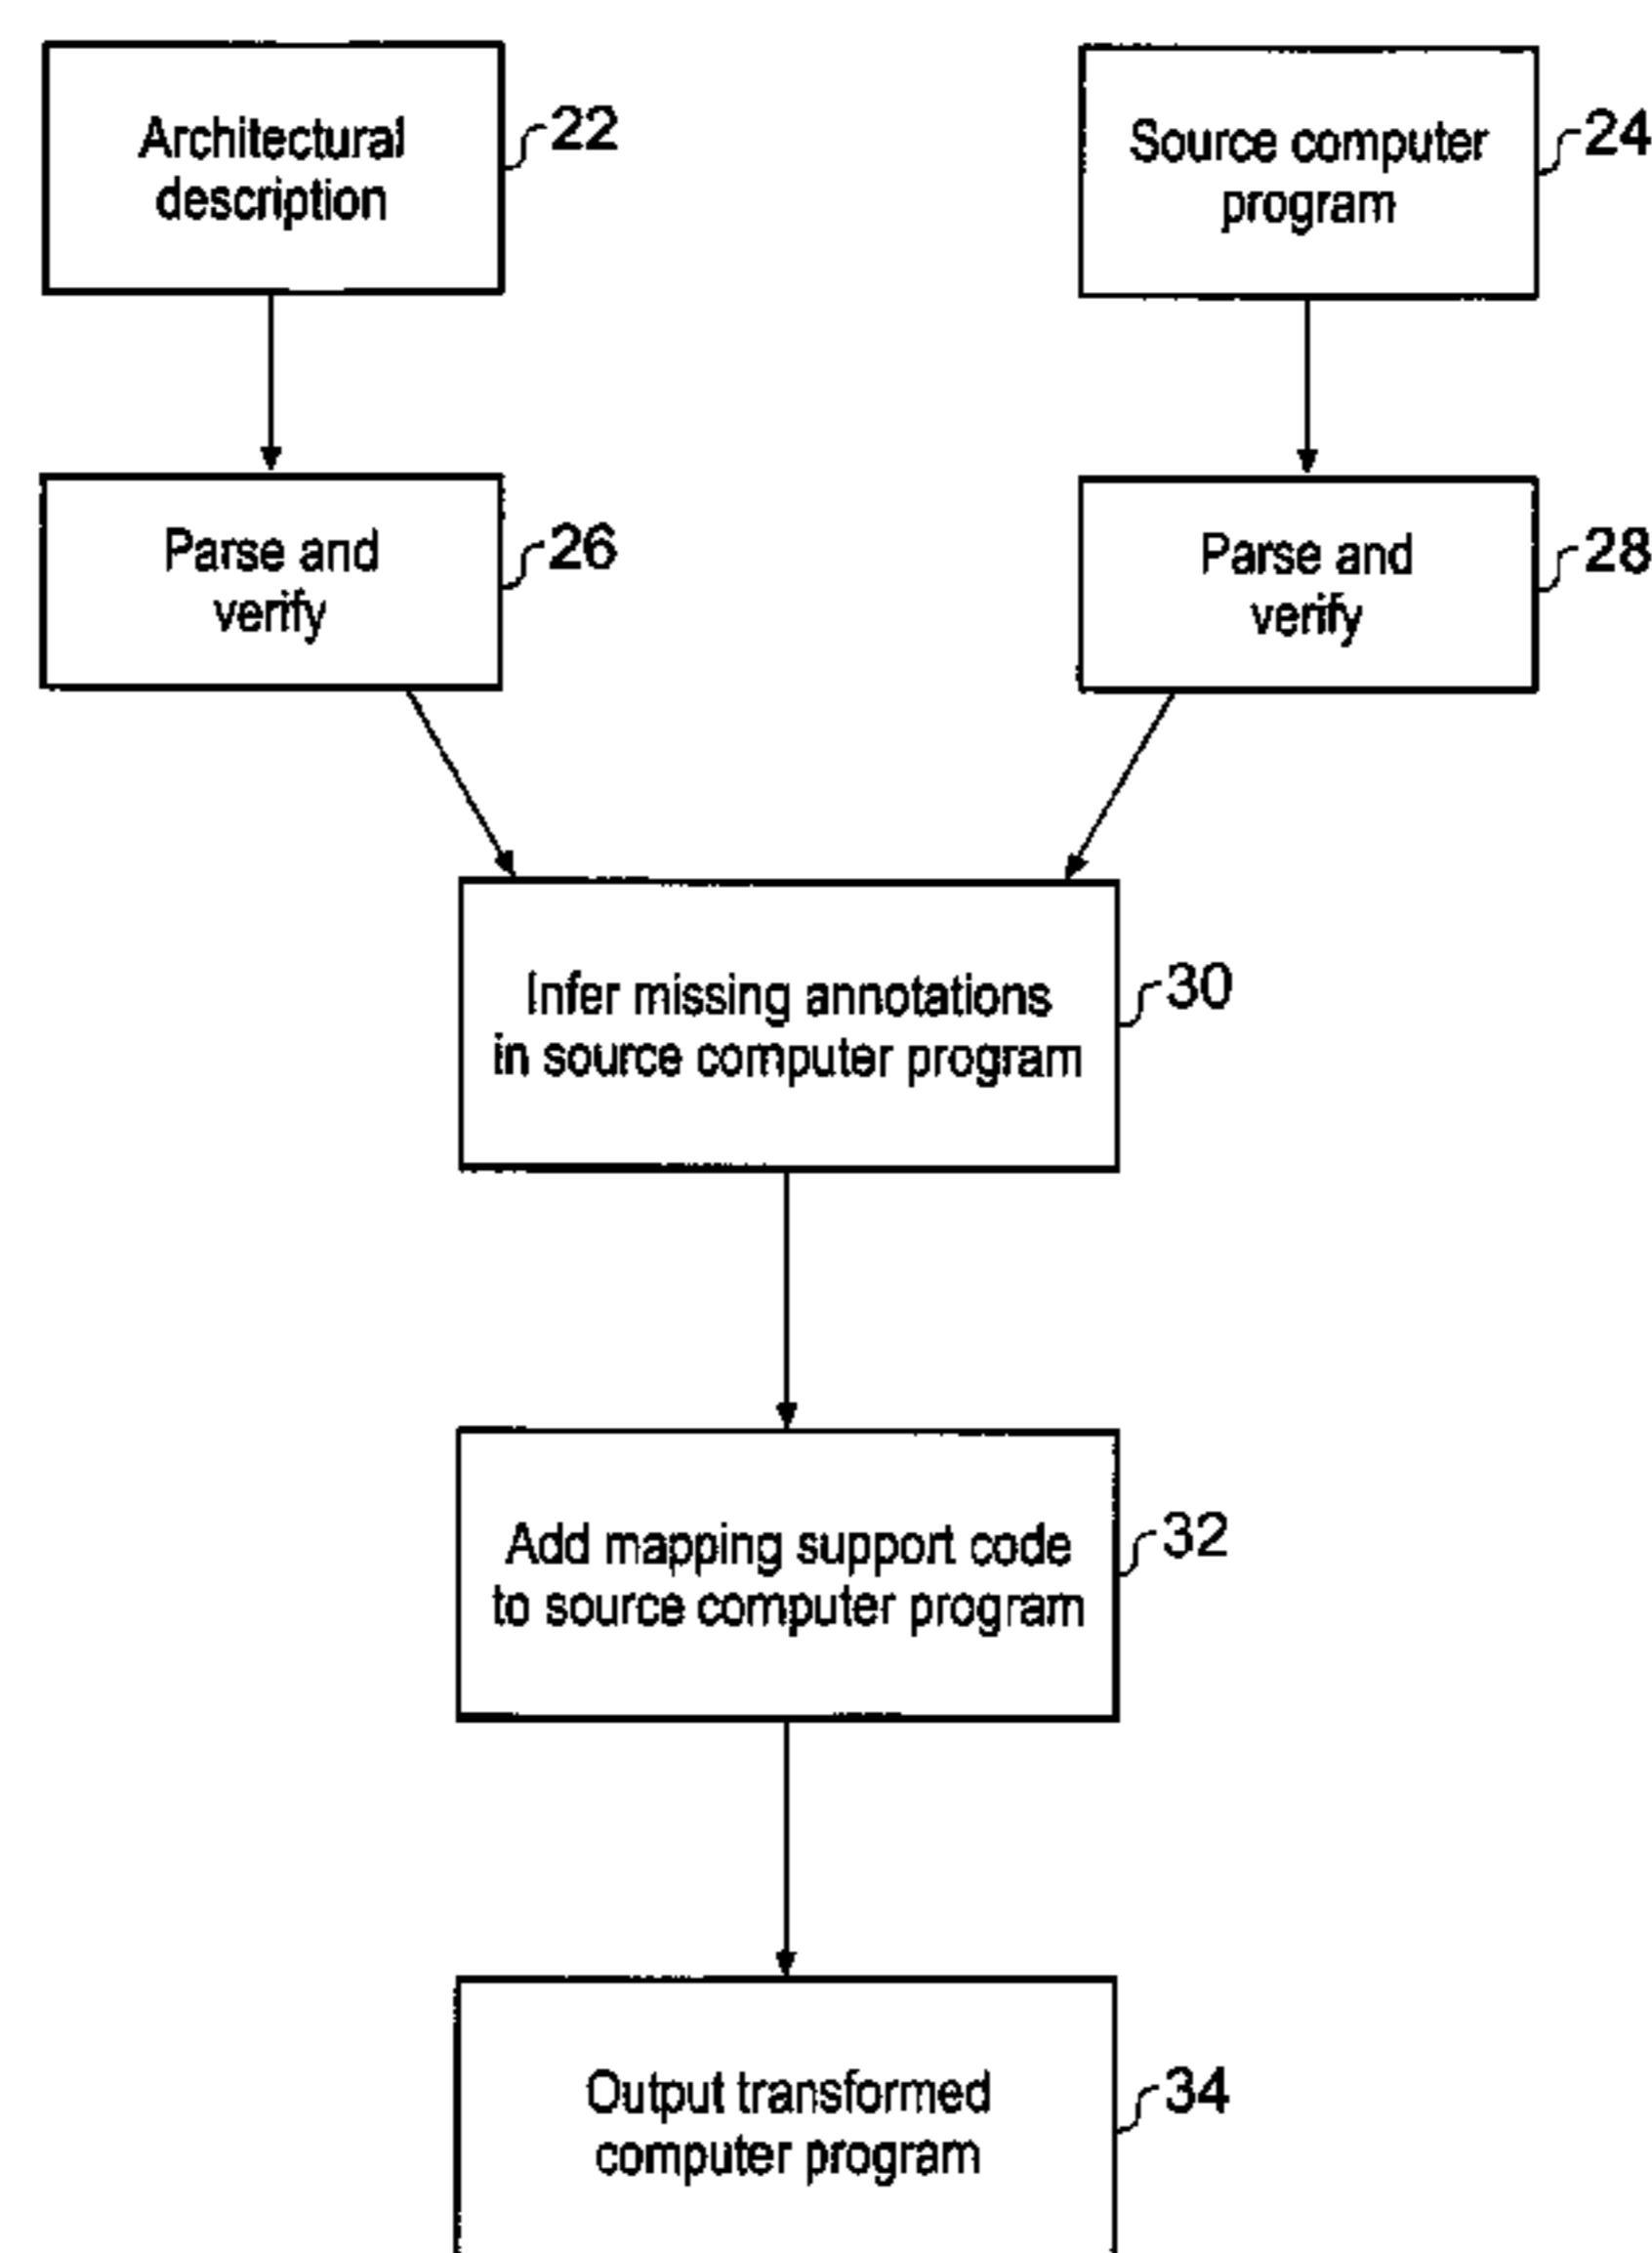 Architectural
description
22
Source computer
program
24
Parse and
verify
26
Parse and
verify
28
Infer missing annotations
in source computer program
30
Add mapping support code
to source computer program
32
Output transformed
computer program
34